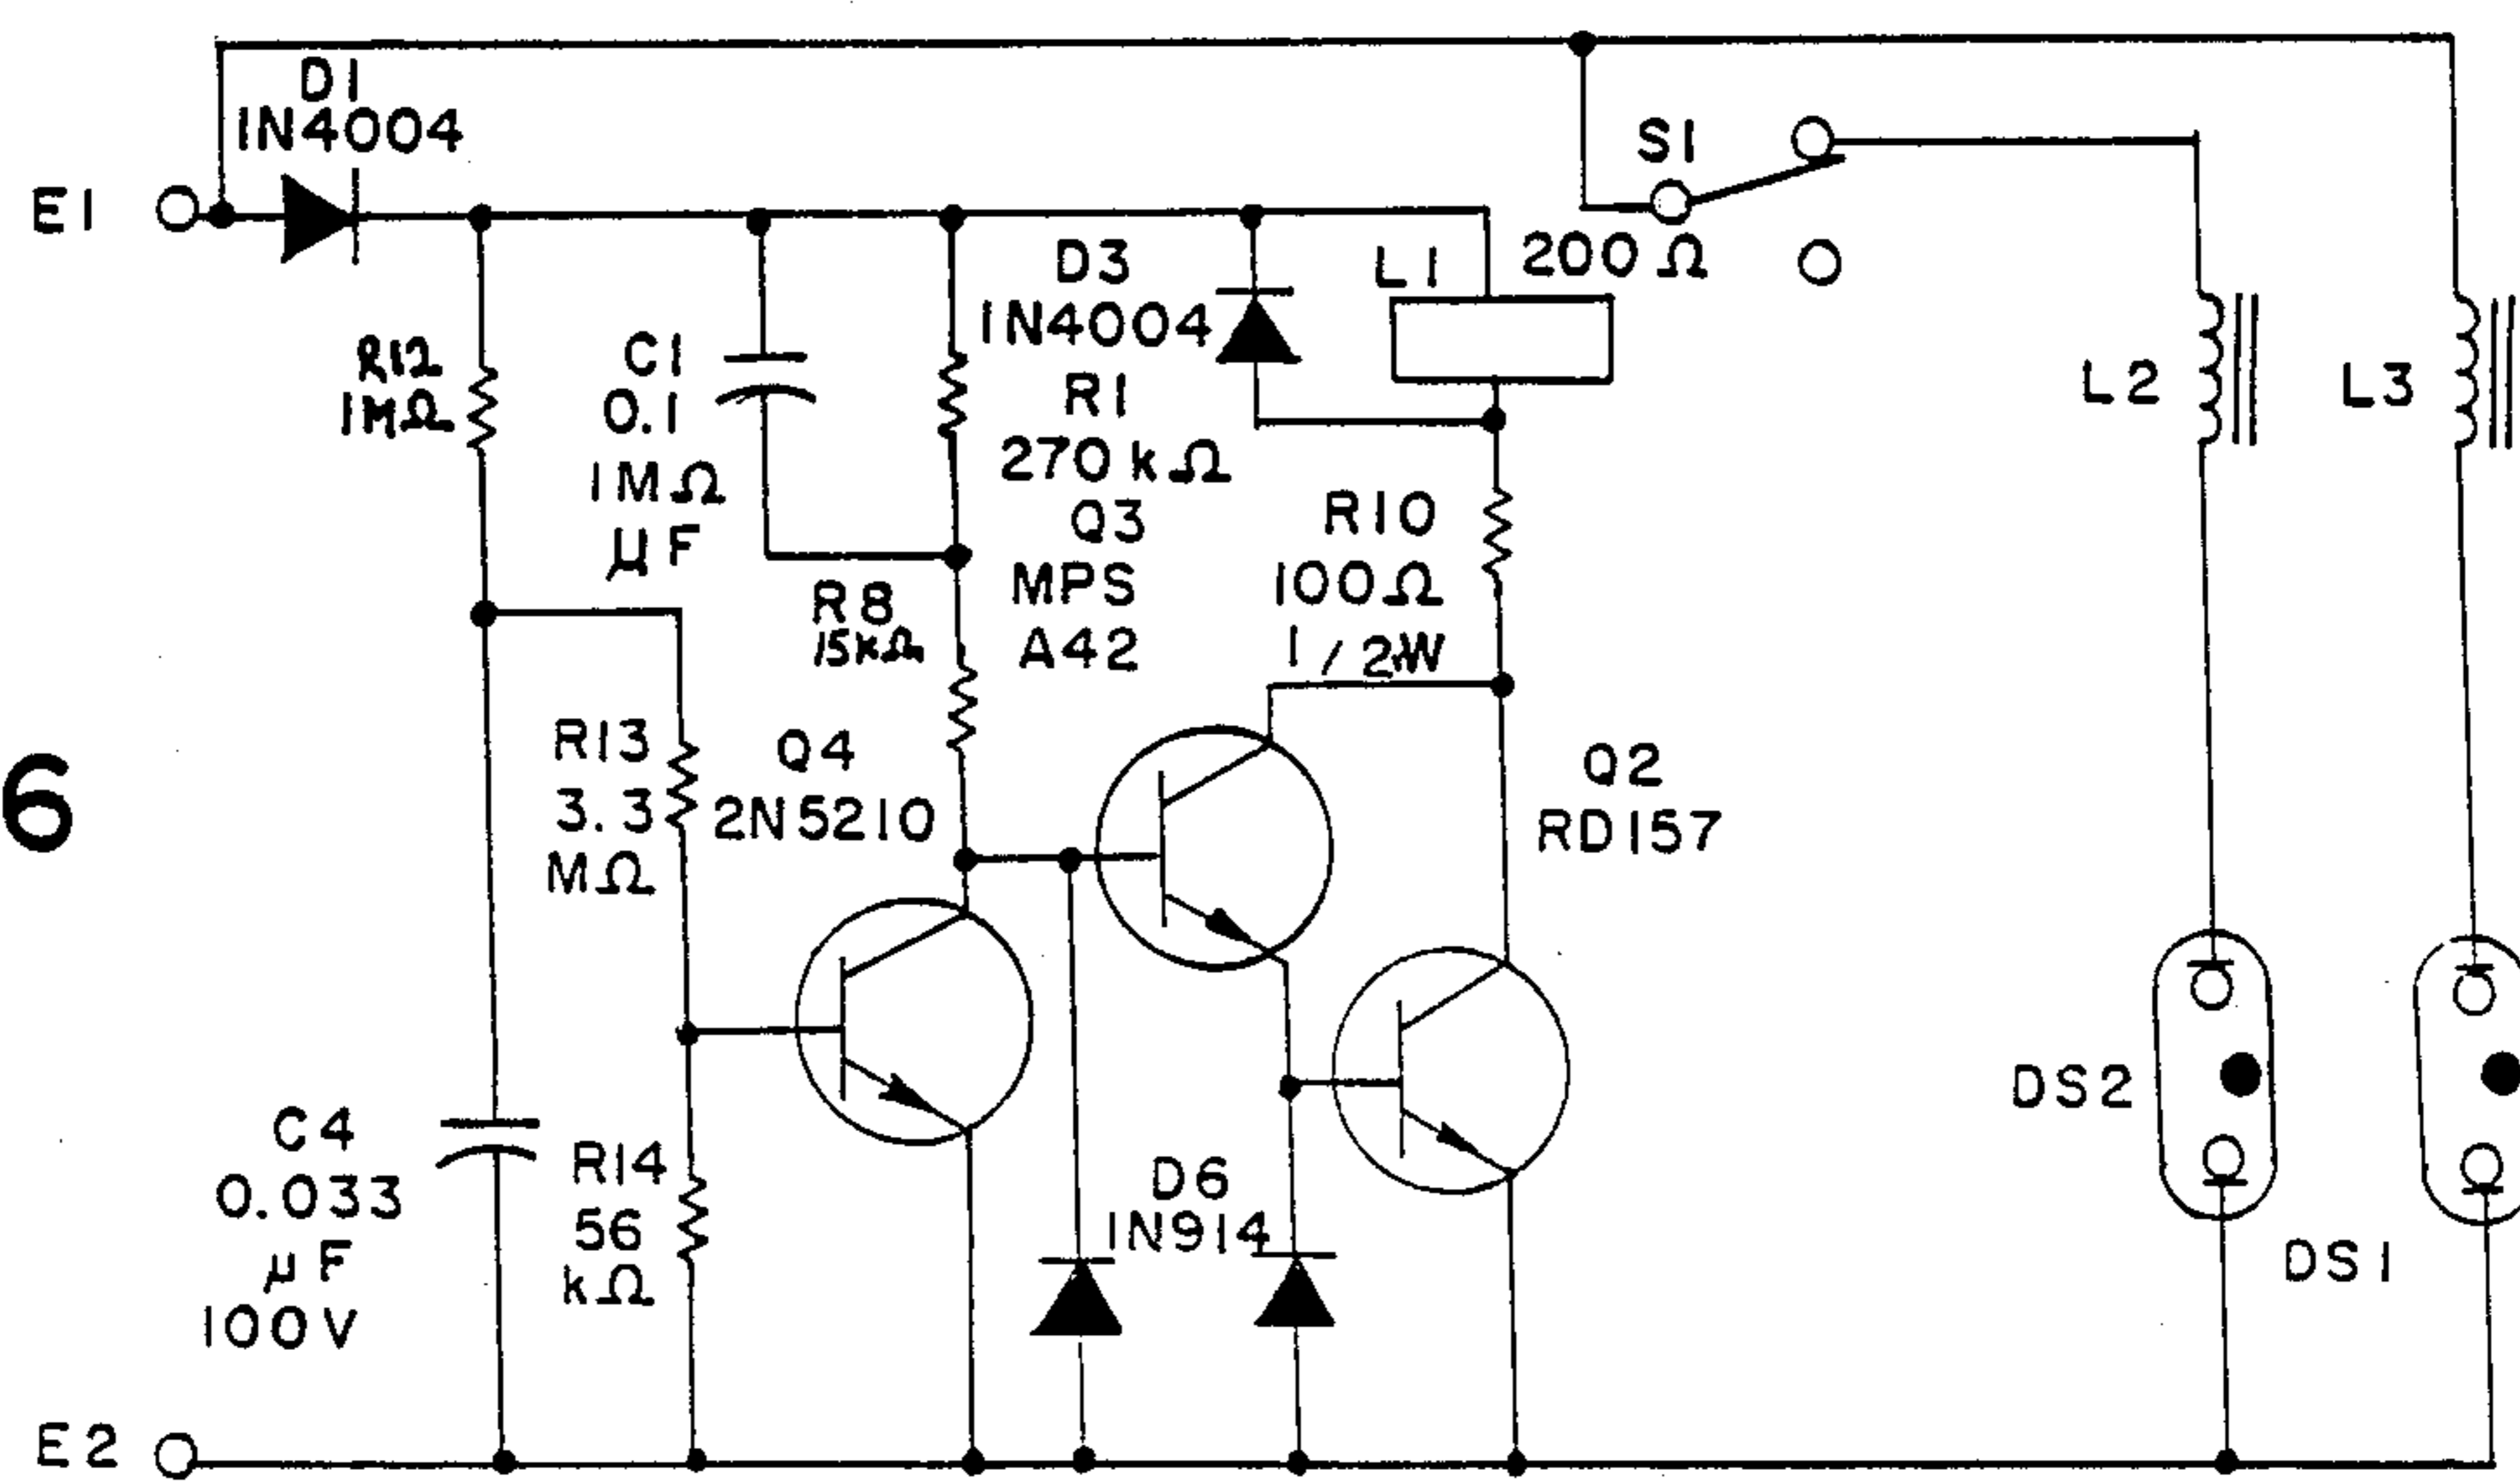 D1
1N4004
E1
S1
200Ω
D3
1N4004
L1
R12
1MΩ
C1
0.1
1MΩ
μF
R1
270 kΩ
L2
L3
Q3
MPS
A42
R10
100Ω
1/2W
R8
15kΩ
R13
3.3
MΩ
Q4
2N5210
Q2
RD157
6
C4
0.033
μF
100V
R14
56
kΩ
D6
1N914
DS2
DS1
E2